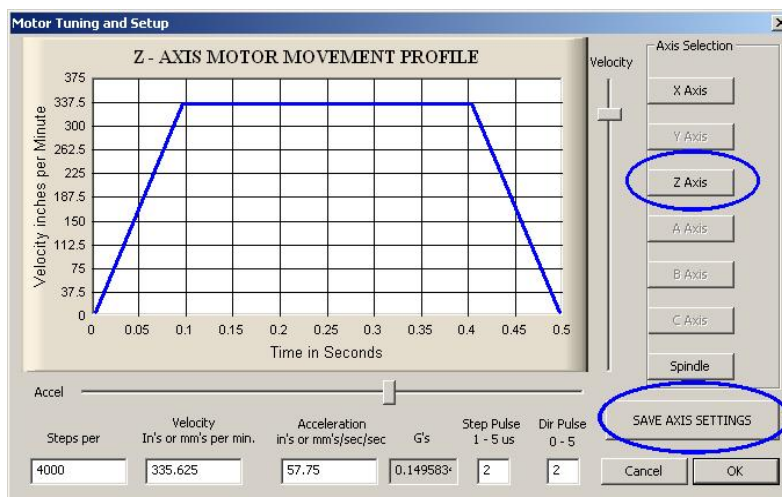 Motor Tuning and Setup
Z - AXIS MOTOR MOVEMENT PROFILE
Velocity inches per Minute
375
337.5
300
262.5
225
187.5
150
112.5
75
37.5
0
0 0.05 0.1 0.15 0.2 0.25 0.3 0.35 0.4 0.45 0.5
Time in Seconds
Velocity
Axis Selection
X Axis
Y Axis
Z Axis
A Axis
B Axis
C Axis
Spindle
Accel
SAVE AXIS SETTINGS
Steps per
Velocity
In's or mm's per min.
Acceleration
in's or mm's/sec/sec
G's
Step Pulse
1 - 5 us
Dir Pulse
0 - 5
4000
335.625
57.75
0.149583
2
2
Cancel
OK